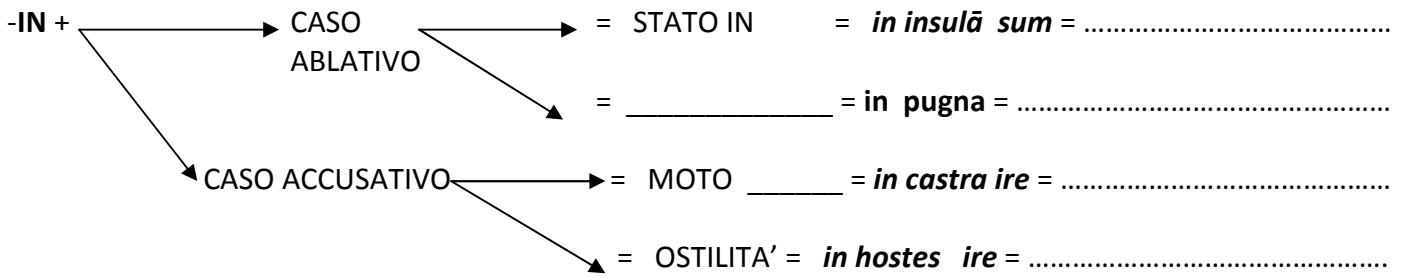 -IN + CASO = STATO IN = in insulā sum = ……………………………………
ABLATIVO
= _____________ = in pugna = ……………………………………………
CASO ACCUSATIVO = MOTO ______ = in castra ire = ………………………………………
= OSTILITA’ = in hostes ire = ………………………………………….